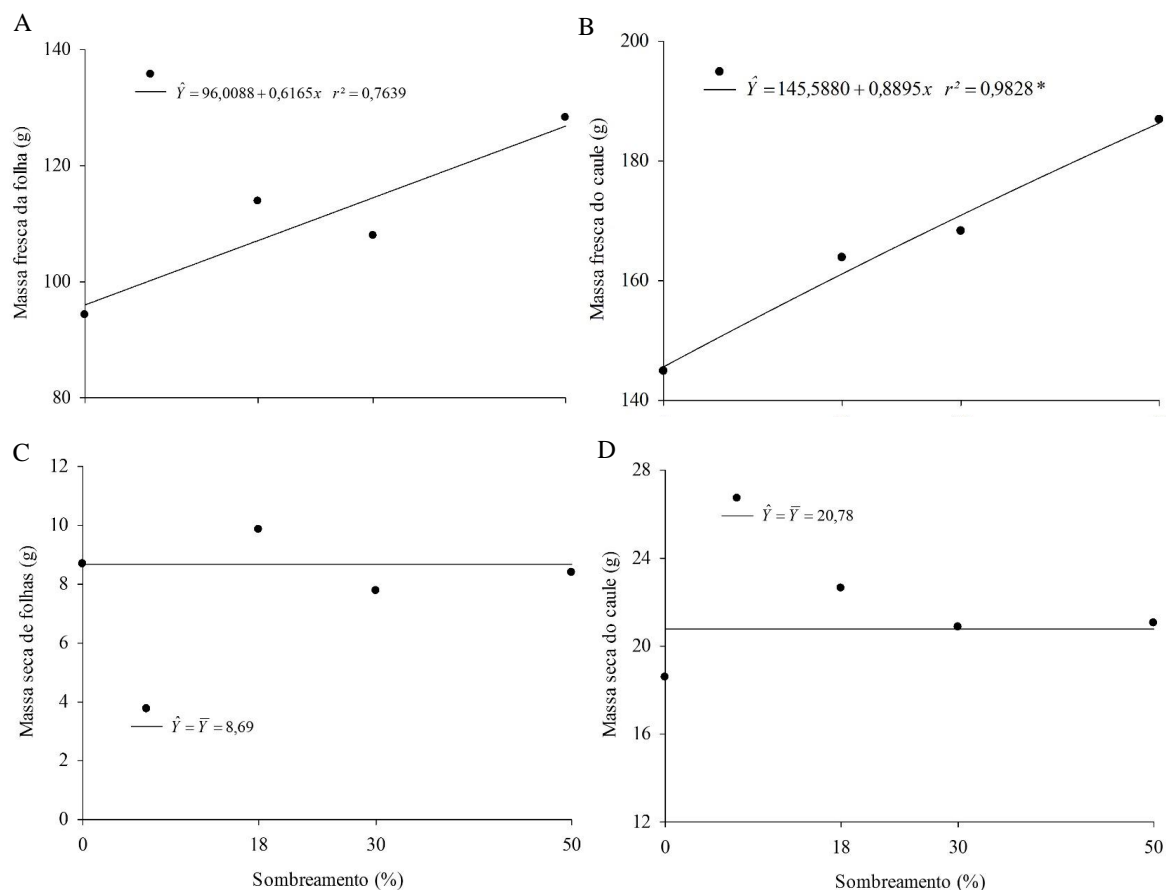 A
140
120
100
80
Massa fresca da folha (g)
Ŷ = 96,0088 + 0,6165x r² = 0,7639
B
200
180
160
140
Massa fresca do caule (g)
Ŷ = 145,5880 + 0,8895x r² = 0,9828 *
C
12
10
8
6
4
2
0
Massa seca de folhas (g)
Ŷ = Y̅ = 8,69
0 18 30 50
Sombreamento (%)
D
28
24
20
16
12
Massa seca do caule (g)
Ŷ = Y̅ = 20,78
0 18 30 50
Sombreamento (%)